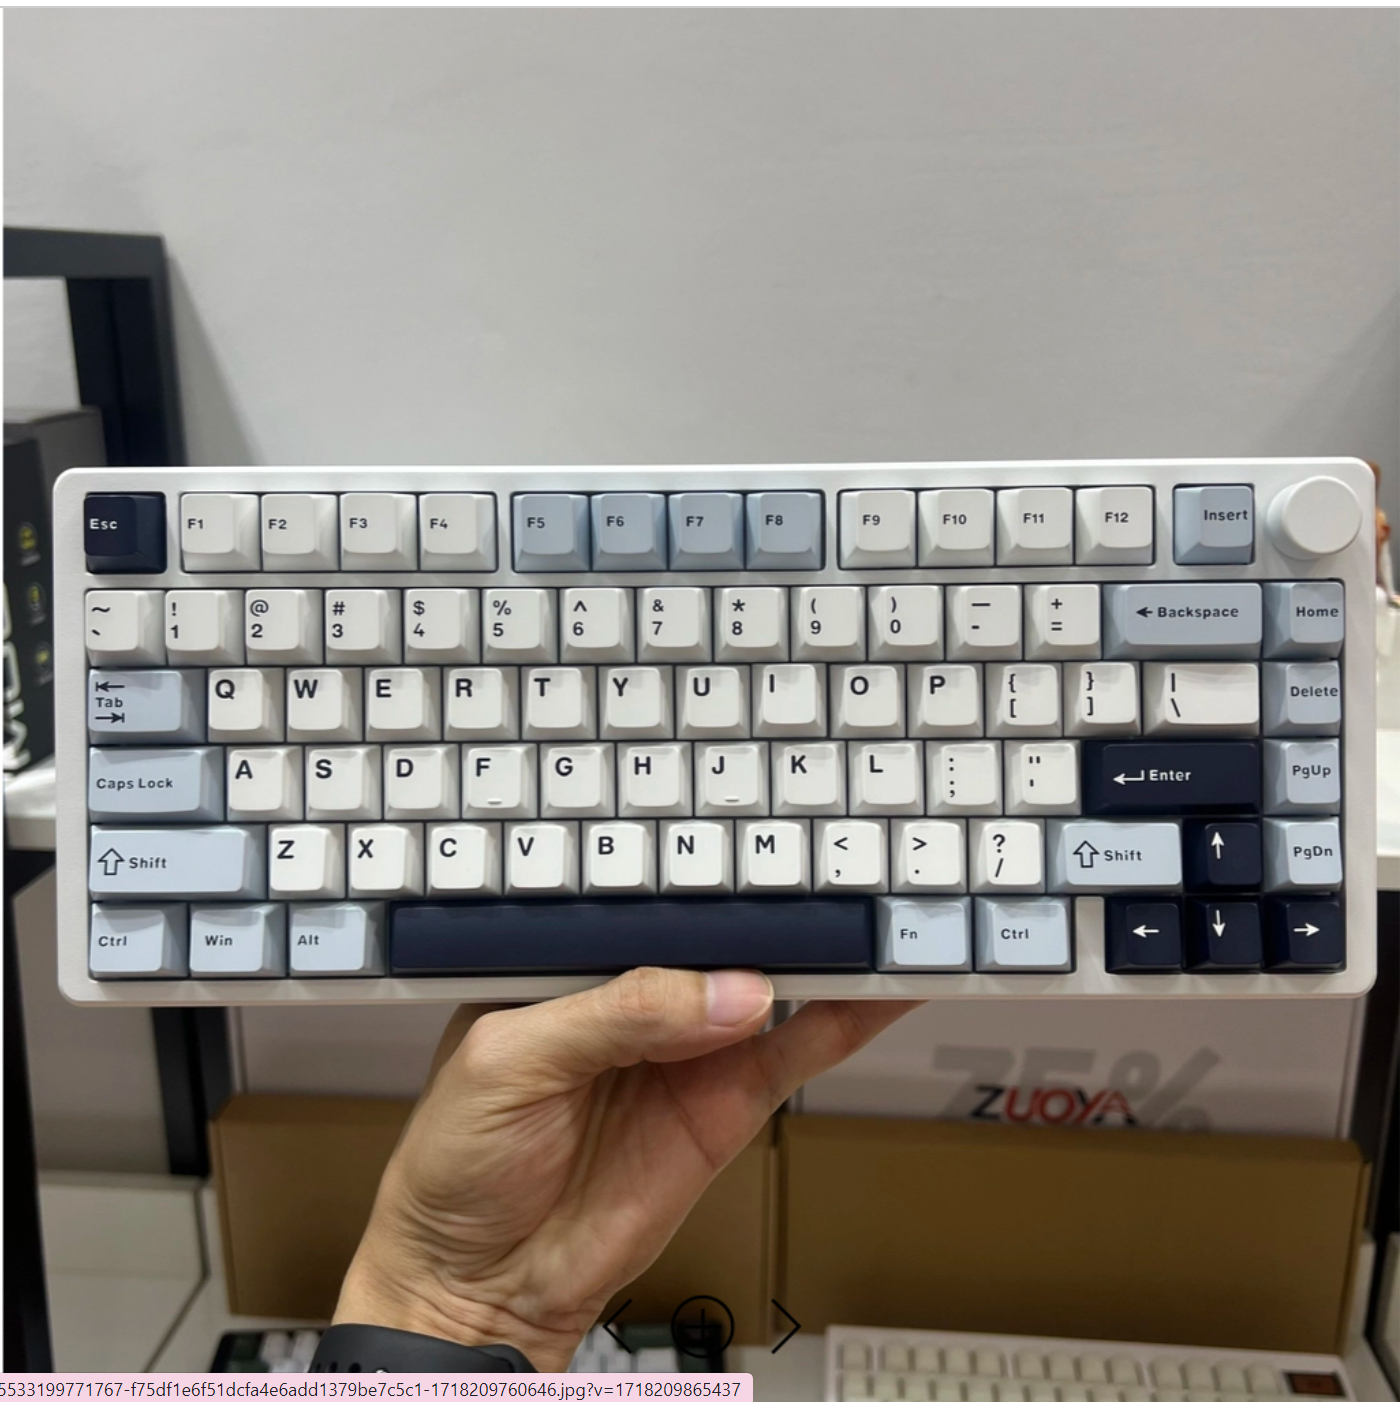 Esc F1 F2 F3 F4 F5 F6 F7 F8 F9 F10 F11 F12 Insert
~ ! @ # $ % ^ & * ( ) — +
` 1 2 3 4 5 6 7 8 9 0 - = ← Backspace Home
Tab Q W E R T Y U I O P { } | Delete
[ ] \
Caps Lock A S D F G H J K L : " Enter PgUp
; '
Shift Z X C V B N M < > ? Shift ↑ PgDn
, . /
Ctrl Win Alt Fn Ctrl ← ↓ →
75%
ZUOYA
5533199771767-f75df1e6f51dcfa4e6add1379be7c5c1-1718209760646.jpg?v=1718209865437